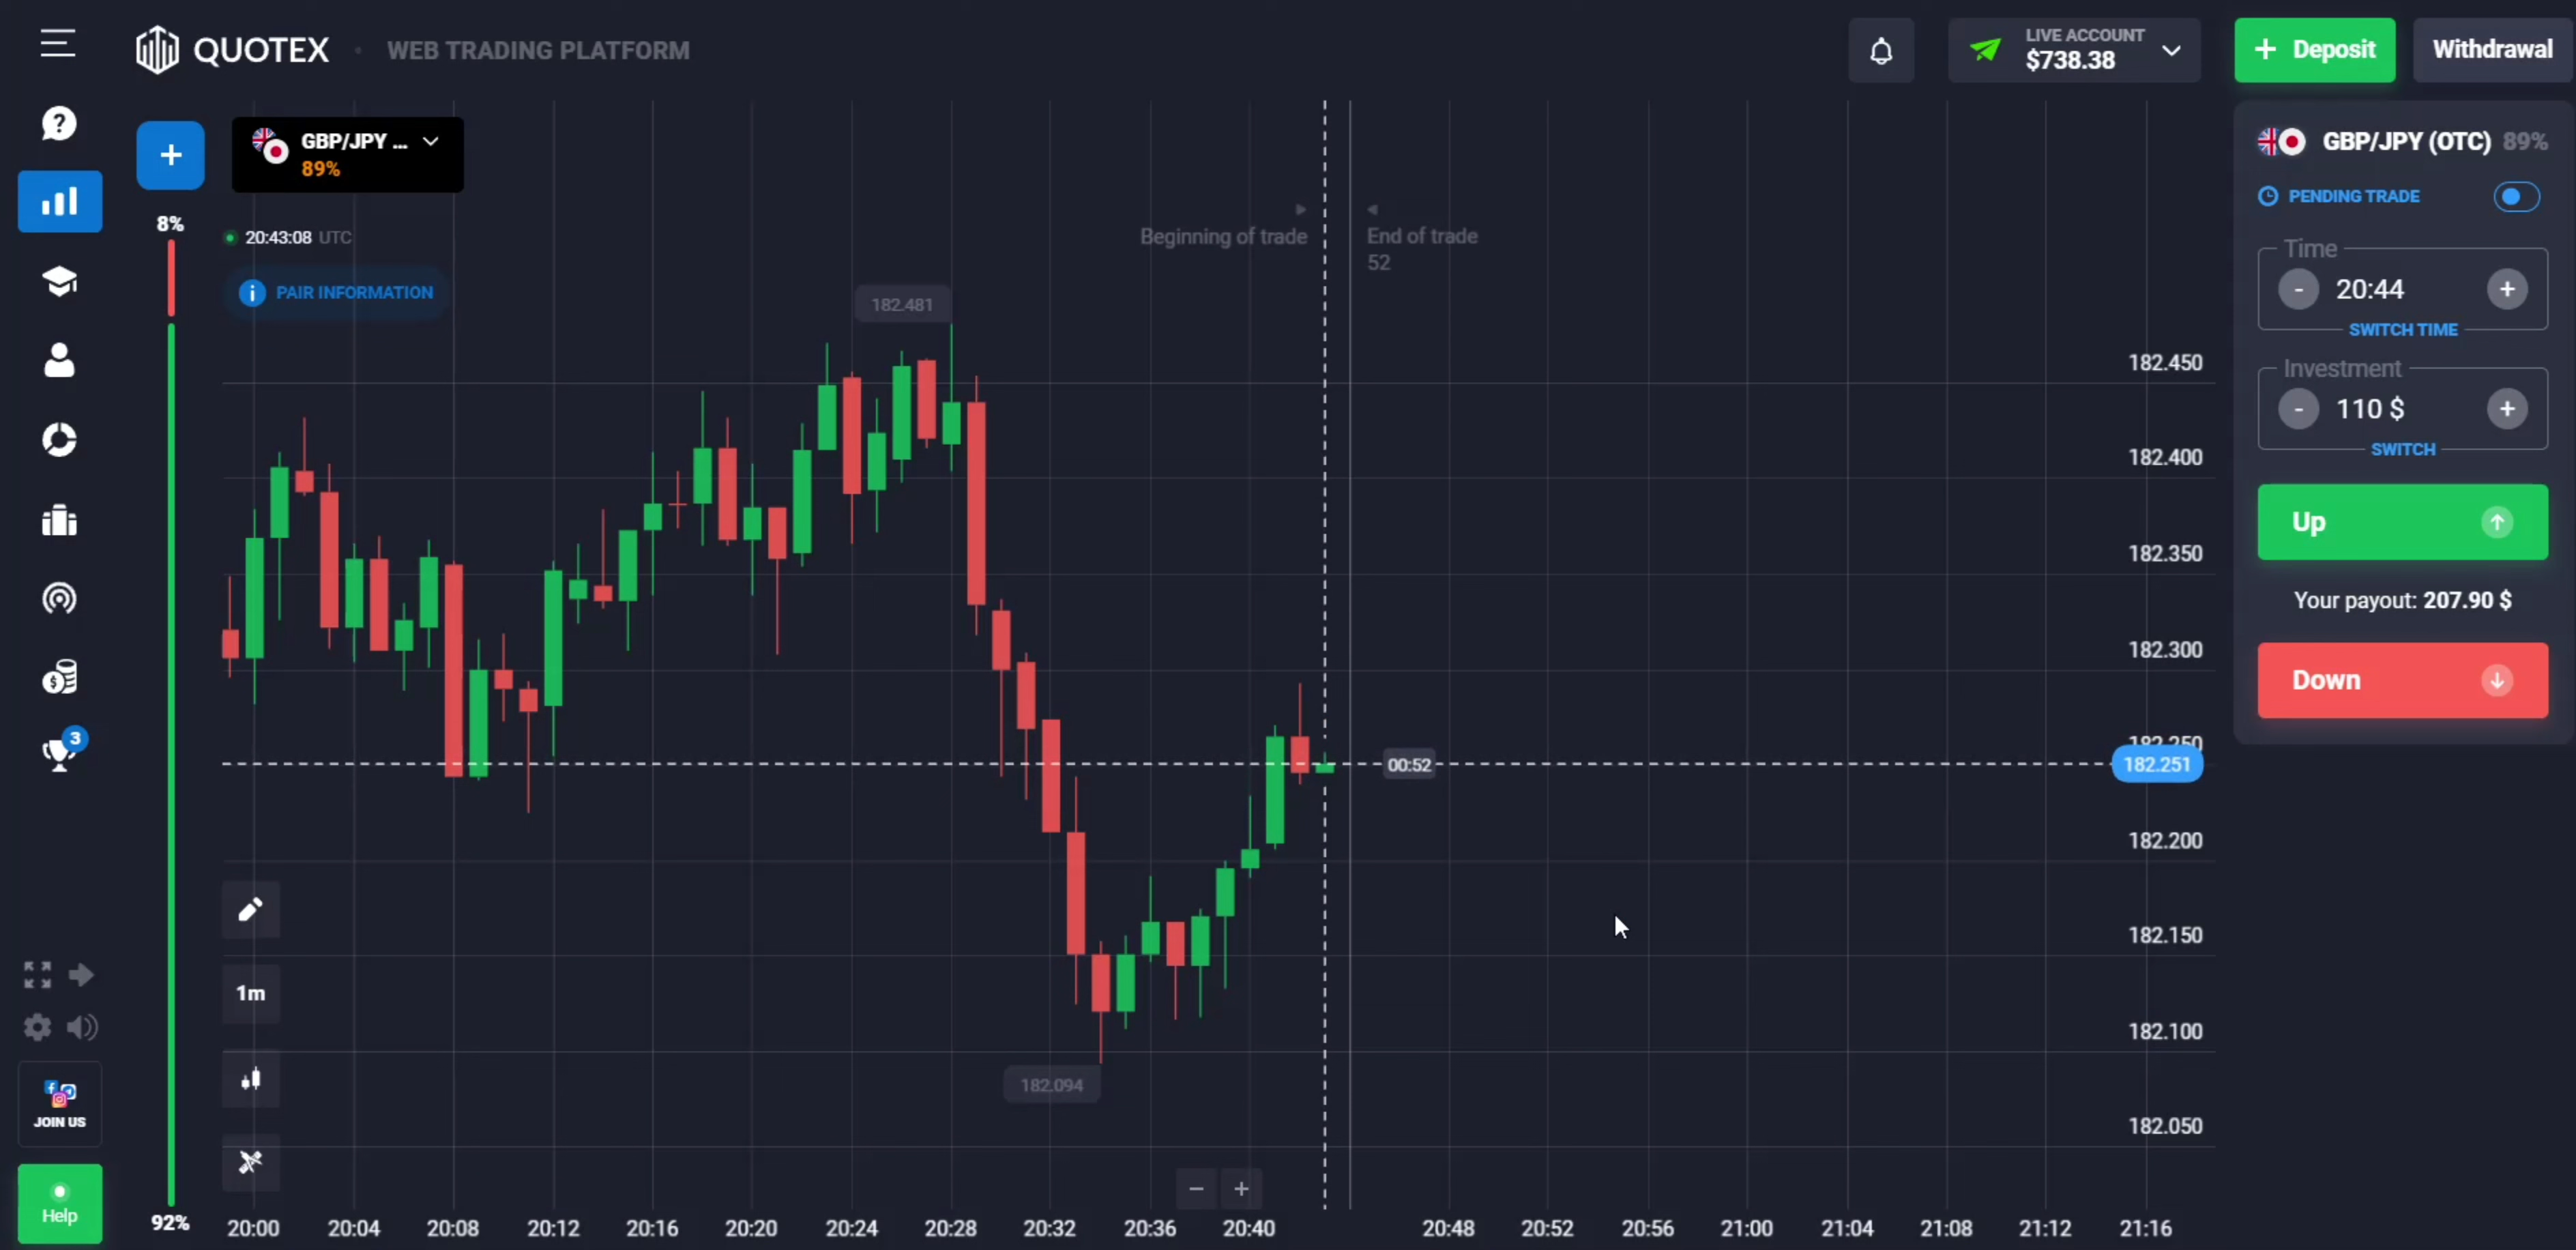 QUOTEX • WEB TRADING PLATFORM
LIVE ACCOUNT
$738.38
+ Deposit
Withdrawal
+
GBP/JPY ...
89%
8%
20:43:08 UTC
PAIR INFORMATION
Beginning of trade
End of trade
52
182.481
182.094
00:52
182.450
182.400
182.350
182.300
182.250
182.251
182.200
182.150
182.100
182.050
GBP/JPY (OTC) 89%
PENDING TRADE
Time
- 20:44 +
SWITCH TIME
Investment
- 110 $ +
SWITCH
Up
Your payout: 207.90 $
Down
3
1m
JOIN US
Help
92%
− +
20:00 20:04 20:08 20:12 20:16 20:20 20:24 20:28 20:32 20:36 20:40 20:48 20:52 20:56 21:00 21:04 21:08 21:12 21:16